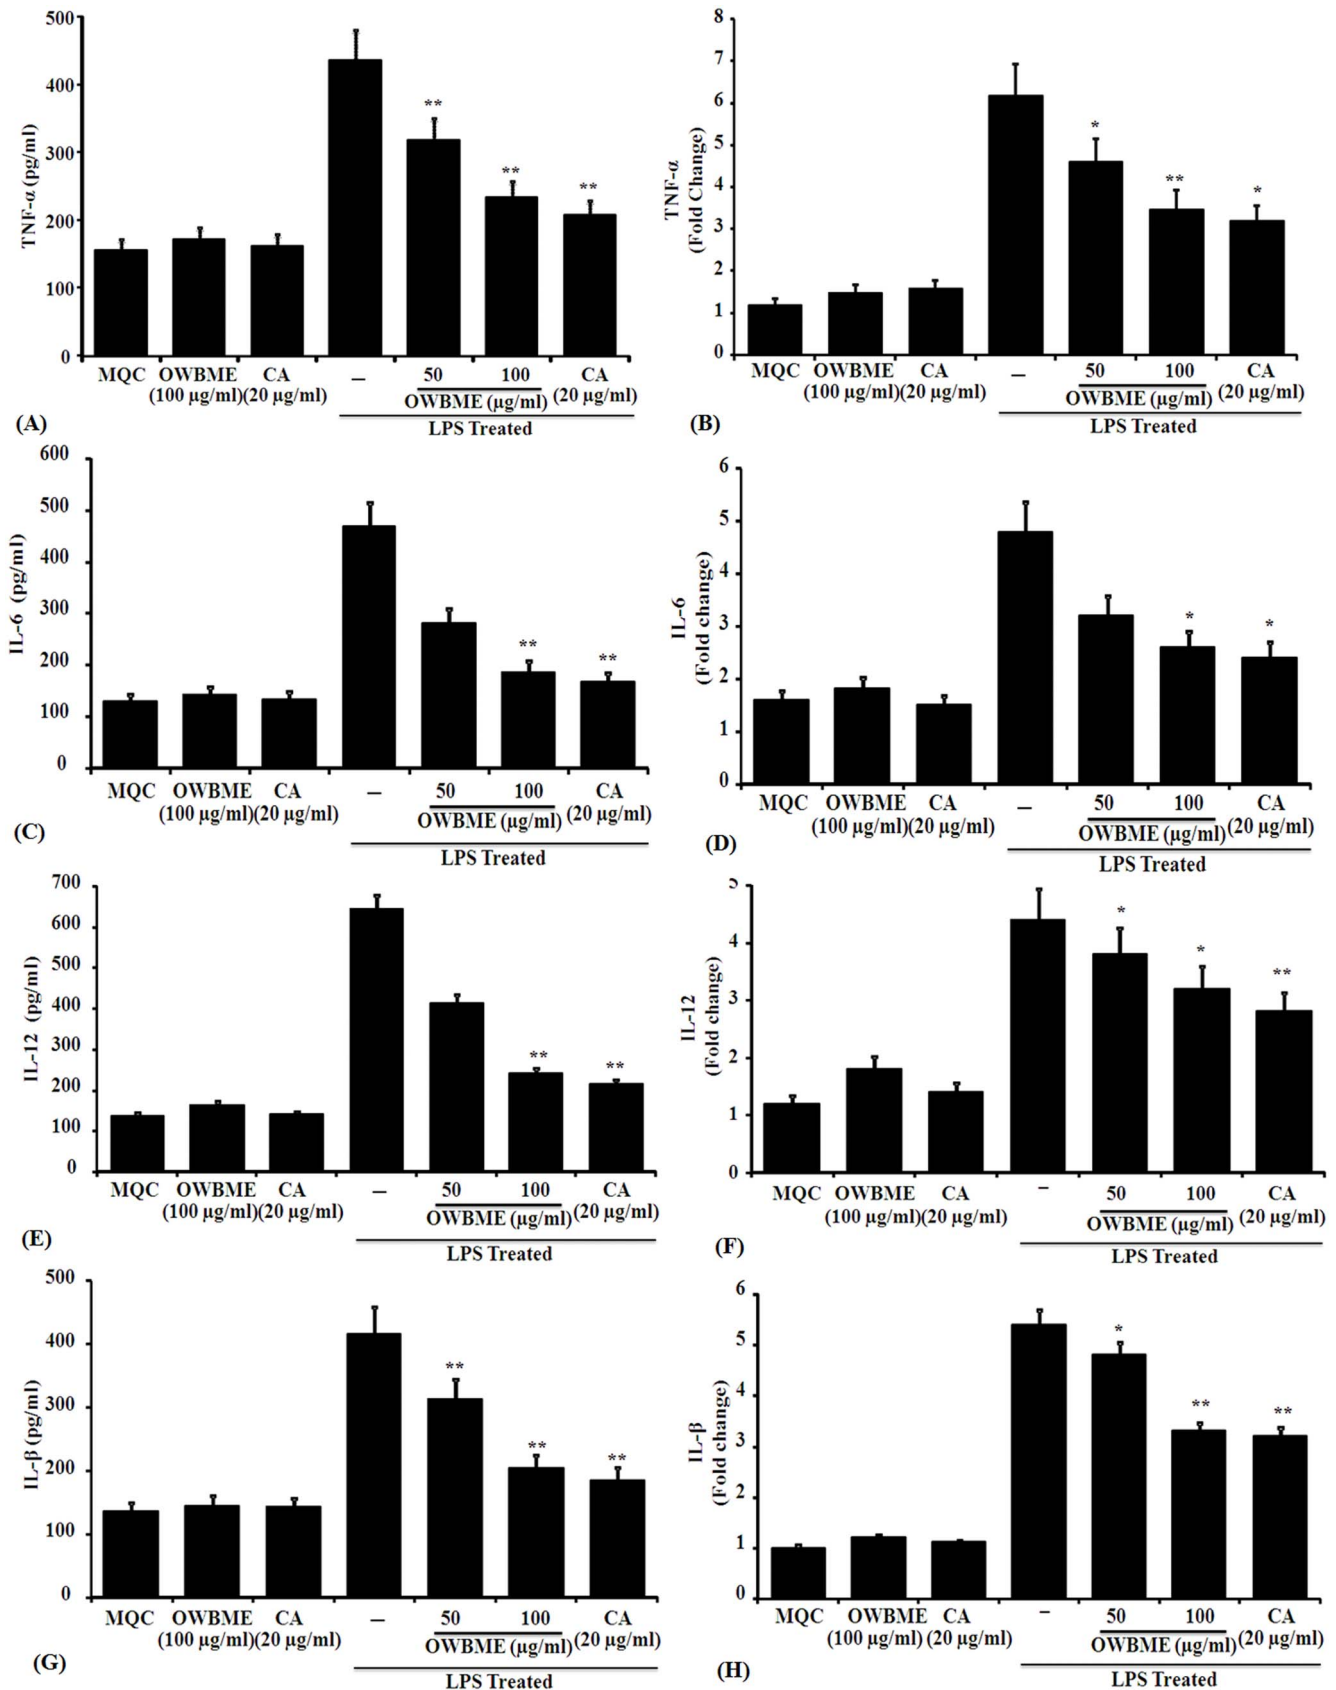 500
400
300
200
100
0
TNF-α (pg/ml)
MQC OWBME CA – 50 100 CA
(100 µg/ml)(20 µg/ml) OWBME (µg/ml) (20 µg/ml)
LPS Treated
(A)
8
7
6
5
4
3
2
1
0
TNF-α
(Fold Change)
** ** **
* ** *
MQC OWBME CA – 50 100 CA
(100 µg/ml)(20 µg/ml) OWBME (µg/ml) (20 µg/ml)
LPS Treated
(B)
600
500
400
300
200
100
0
IL-6 (pg/ml)
** **
MQC OWBME CA – 50 100 CA
(100 µg/ml)(20 µg/ml) OWBME (µg/ml) (20 µg/ml)
LPS Treated
(C)
6
5
4
3
2
1
0
IL-6
(Fold change)
* *
MQC OWBME CA – 50 100 CA
(100 µg/ml)(20 µg/ml) OWBME (µg/ml) (20 µg/ml)
LPS Treated
(D)
700
600
500
400
300
200
100
0
IL-12 (pg/ml)
** **
MQC OWBME CA – 50 100 CA
(100 µg/ml)(20 µg/ml) OWBME (µg/ml) (20 µg/ml)
LPS Treated
(E)
5
4
3
2
1
0
IL-12
(Fold change)
* * **
MQC OWBME CA – 50 100 CA
(100 µg/ml)(20 µg/ml) OWBME (µg/ml) (20 µg/ml)
LPS Treated
(F)
500
400
300
200
100
0
IL-β (pg/ml)
** ** **
MQC OWBME CA – 50 100 CA
(100 µg/ml)(20 µg/ml) OWBME (µg/ml) (20 µg/ml)
LPS Treated
(G)
6
5
4
3
2
1
0
IL-β
(Fold change)
* ** **
MQC OWBME CA – 50 100 CA
(100 µg/ml)(20 µg/ml) OWBME (µg/ml) (20 µg/ml)
LPS Treated
(H)